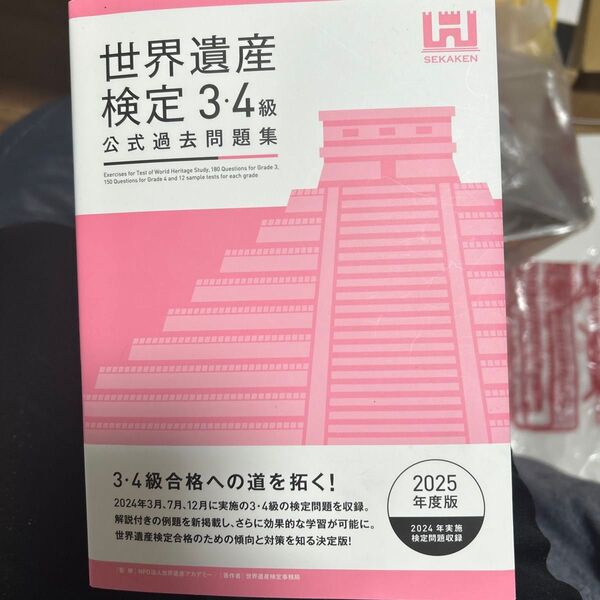 世界遺産
検定 3・4級
公式過去問題集
Exercises for Test of World Heritage Study, 180 Questions for Grade 3,
150 Questions for Grade 4 and 12 sample tests for each grade
SEKAKEN
3・4級合格への道を拓く!
2024年3月、7月、12月に実施の3・4級の検定問題を収録。
解説付きの例題を新掲載し、さらに効果的な学習が可能に。
世界遺産検定合格のための傾向と対策を知る決定版!
2025
年度版
2024年実施
検定問題収録
[監修] NPO法人世界遺産アカデミー [著作者] 世界遺産検定事務局